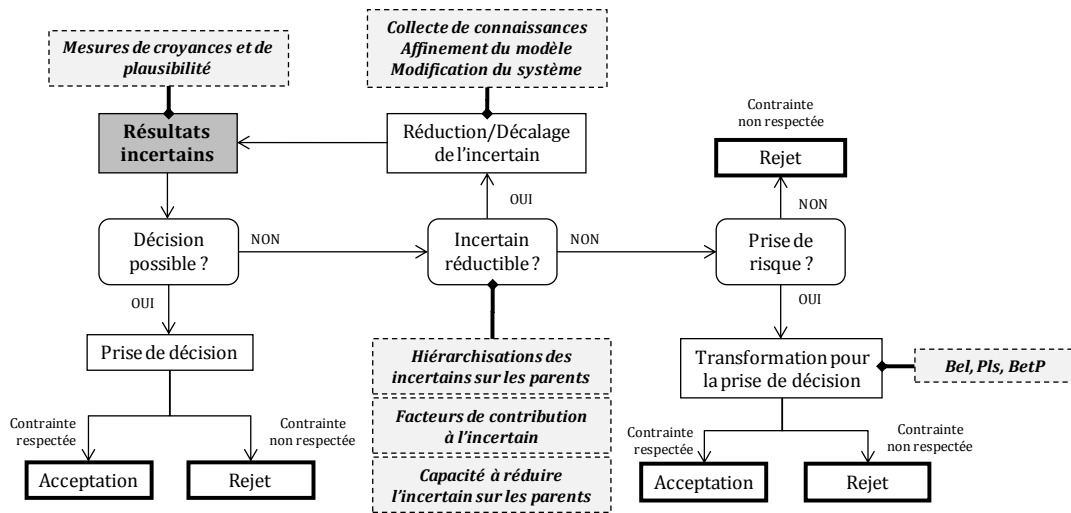 Mesures de croyances et de
plausibilité
Collecte de connaissances
Affinement du modèle
Modification du système
Résultats
incertains
Réduction/Décalage
de l'incertain
Contrainte
non respectée
Rejet
OUI
NON
Décision
possible ?
NON
Incertain
réductible ?
NON
Prise de
risque ?
OUI
OUI
Prise de décision
Hiérarchisations des
incertains sur les parents
Transformation pour
la prise de décision
Bel, Pls, BetP
Facteurs de contribution
à l'incertain
Contrainte
respectée
Contrainte
non respectée
Contrainte
respectée
Contrainte
non respectée
Acceptation
Rejet
Capacité à réduire
l'incertain sur les parents
Acceptation
Rejet